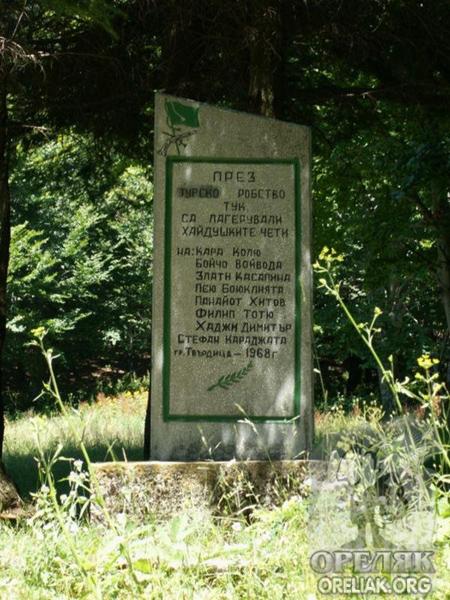 ПРЕЗ
ТУРСКО РОБСТВО
ТУК
СА ЛАГЕРУВАЛИ
ХАЙДУШКИТЕ ЧЕТИ
НА: КАРА КОЛЮ
БОЙЧО ВОЙВОДА
ЗЛАТИ КАСАПИНА
ПЕЮ БОЮКЛИЯТА
ПАНАЙОТ ХИТОВ
ФИЛИП ТОТЮ
ХАДЖИ ДИМИТЪР
СТЕФАН КАРАДЖАТА
ГР. ТВЪРДИЦА - 1968 Г
ОРЕЛЯК
ORELIAK.ORG